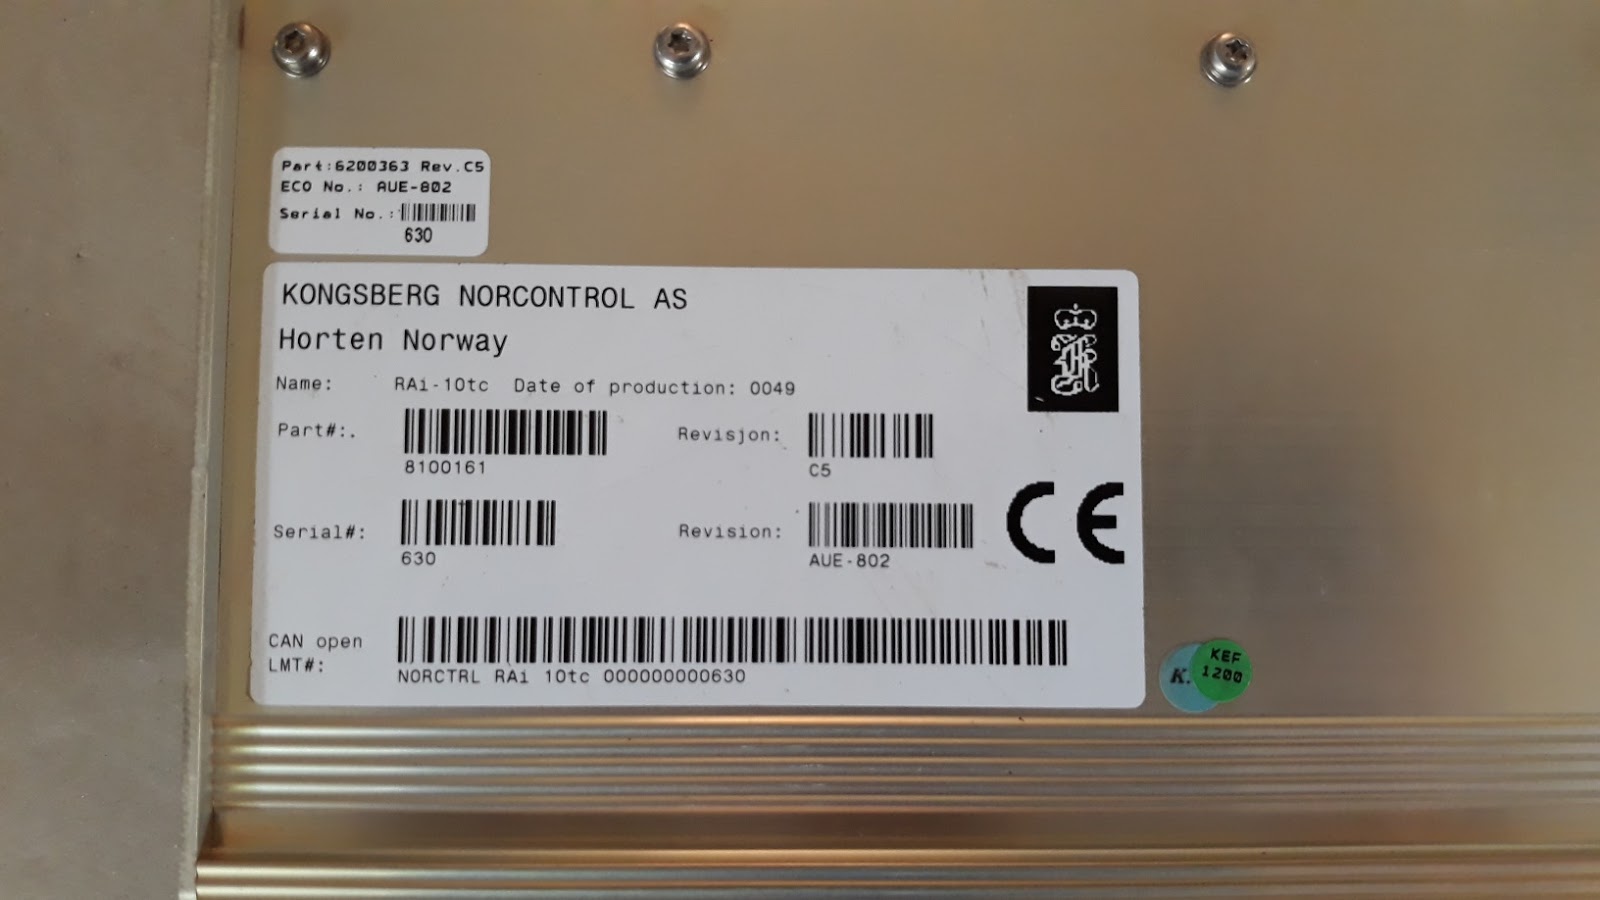 Part:6200363 Rev.C5
ECO No.: AUE-802
Serial No.:
630
KONGSBERG NORCONTROL AS
Horten Norway
Name: RAi-10tc Date of production: 0049
Part#:. Revisjon:
8100161 C5
Serial#: Revision:
630 AUE-802
CAN open
LMT#:
NORCTRL RAi 10tc 000000000630
CE
K.
KEF
1200